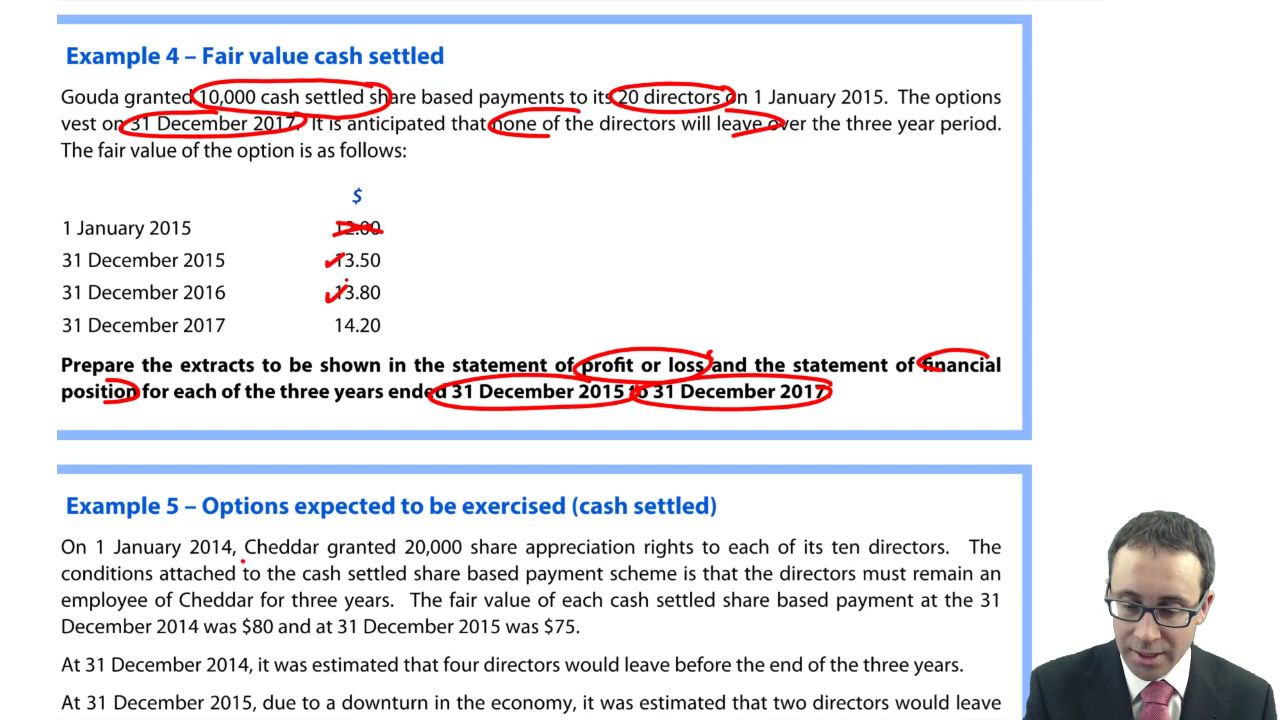 Example 4 – Fair value cash settled
Gouda granted 10,000 cash settled share based payments to its 20 directors on 1 January 2015. The options
vest on 31 December 2017. It is anticipated that none of the directors will leave over the three year period.
The fair value of the option is as follows:
$
1 January 2015 12.00
31 December 2015 13.50
31 December 2016 13.80
31 December 2017 14.20
Prepare the extracts to be shown in the statement of profit or loss and the statement of financial
position for each of the three years ended 31 December 2015 to 31 December 2017.
Example 5 – Options expected to be exercised (cash settled)
On 1 January 2014, Cheddar granted 20,000 share appreciation rights to each of its ten directors. The
conditions attached to the cash settled share based payment scheme is that the directors must remain an
employee of Cheddar for three years. The fair value of each cash settled share based payment at the 31
December 2014 was $80 and at 31 December 2015 was $75.
At 31 December 2014, it was estimated that four directors would leave before the end of the three years.
At 31 December 2015, due to a downturn in the economy, it was estimated that two directors would leave